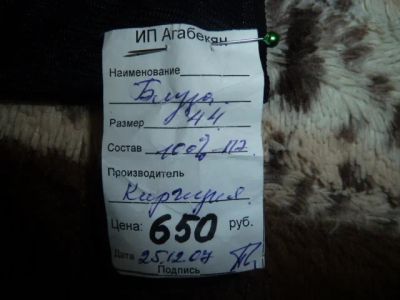 ИП Агабекян
Наименование
Блуза
Размер 44
Состав 100% ПЭ
Производитель
Киргизия
Цена: 650 руб.
Дата 25.12.07
Подпись